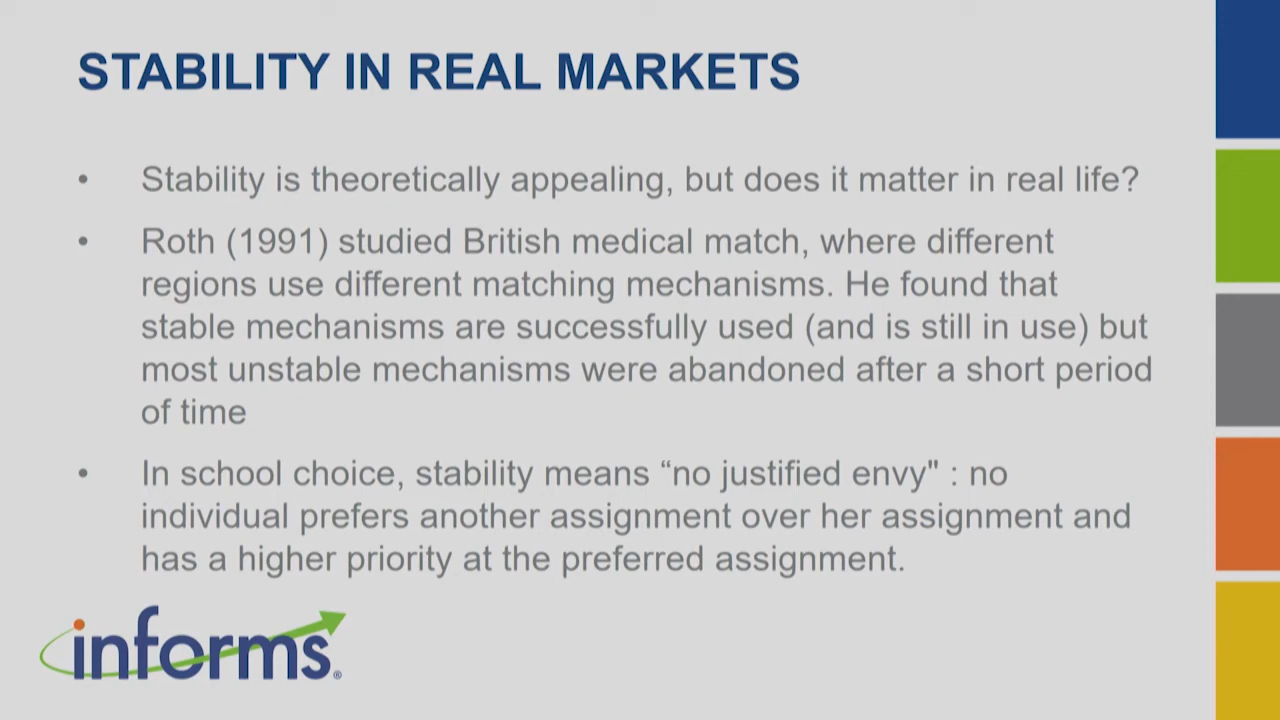 STABILITY IN REAL MARKETS
• Stability is theoretically appealing, but does it matter in real life?
• Roth (1991) studied British medical match, where different
regions use different matching mechanisms. He found that
stable mechanisms are successfully used (and is still in use) but
most unstable mechanisms were abandoned after a short period
of time
• In school choice, stability means “no justified envy" : no
individual prefers another assignment over her assignment and
has a higher priority at the preferred assignment.
informs®